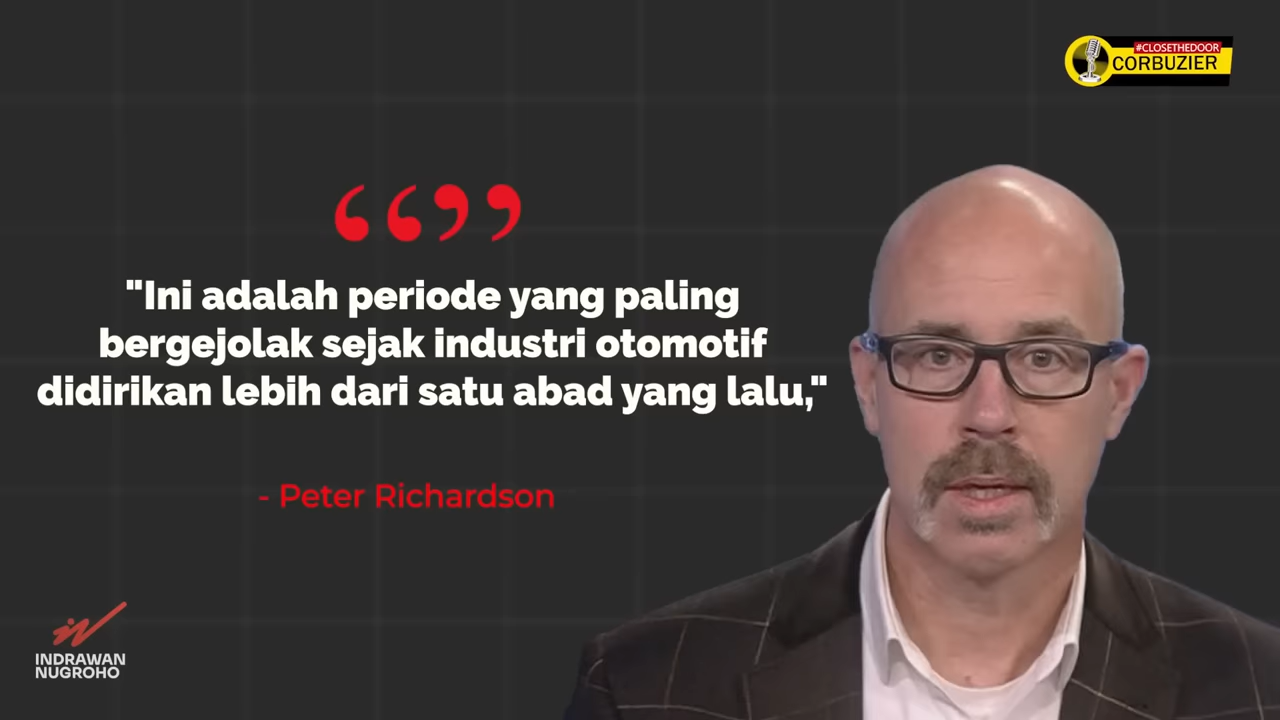 #CLOSETHEDOOR
CORBUZIER
"Ini adalah periode yang paling
bergejolak sejak industri otomotif
didirikan lebih dari satu abad yang lalu,"
- Peter Richardson
INDRAWAN
NUGROHO